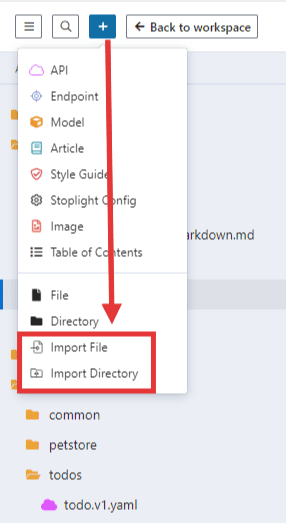 +
Back to workspace
API
Endpoint
Model
Article
Style Guide
Stoplight Config
Image
arkdown.md
Table of Contents
File
Directory
Import File
Import Directory
common
petstore
todos
todo.v1.yaml